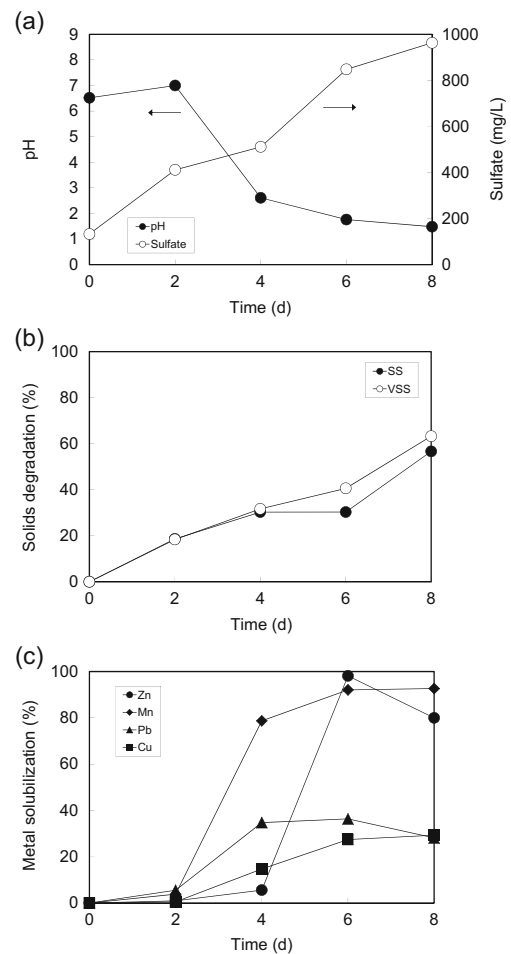 (a)
9
8
7
6
5
4
3
2
1
0
pH
1000
800
600
400
200
0
Sulfate (mg/L)
pH
Sulfate
0 2 4 6 8
Time (d)
(b)
100
80
60
40
20
0
Solids degradation (%)
SS
VSS
0 2 4 6 8
Time (d)
(c)
100
80
60
40
20
0
Metal solubilization (%)
Zn
Mn
Pb
Cu
0 2 4 6 8
Time (d)